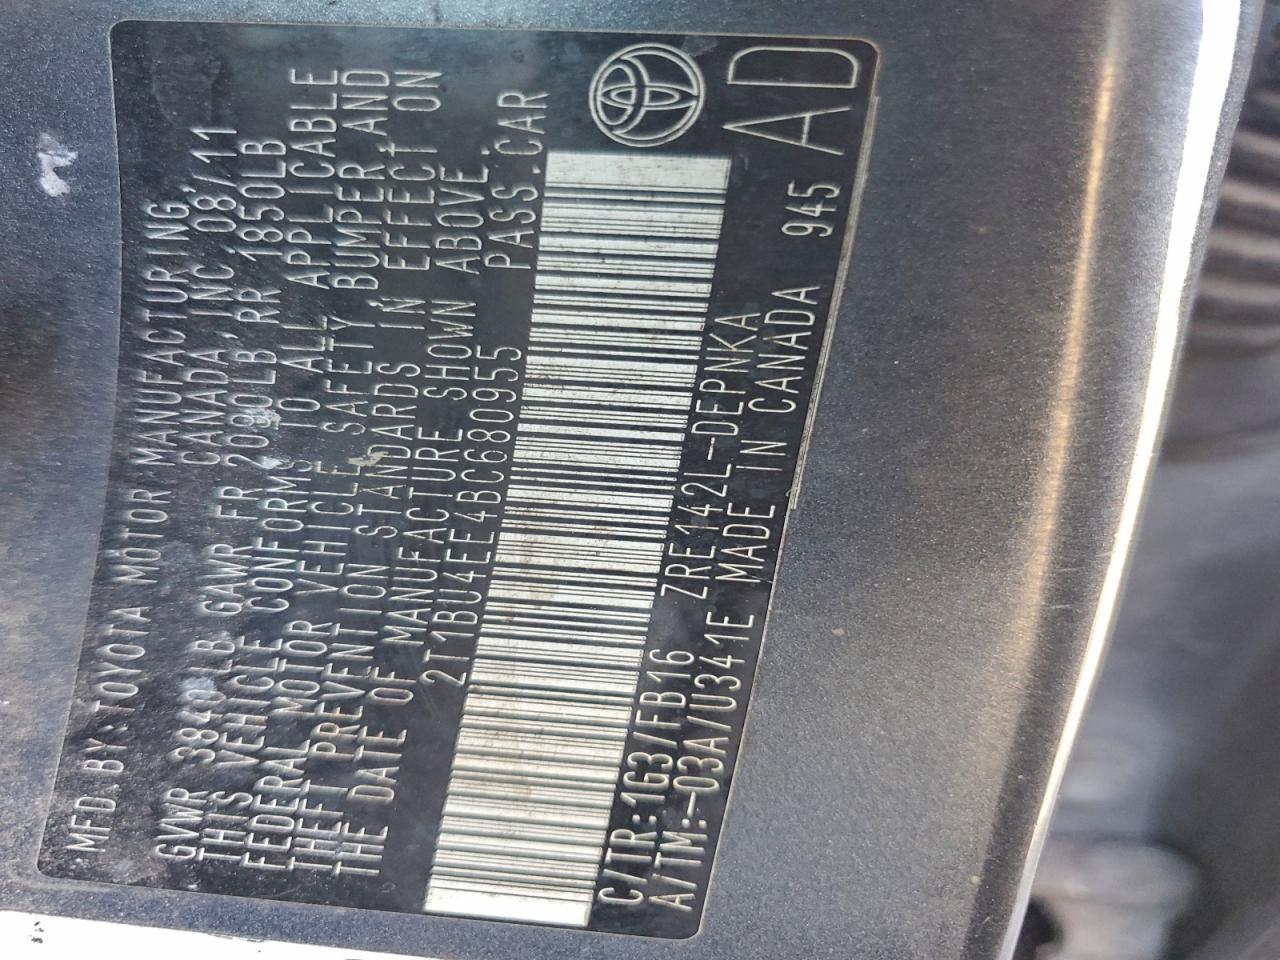 MFD.BY:TOYOTA MOTOR MANUFACTURING
CANADA,INC. 08/11
GVWR 3840LB GAWR FR 2090LB RR 1850LB
THIS VEHICLE CONFORMS TO ALL APPLICABLE
FEDERAL MOTOR VEHICLE SAFETY, BUMPER, AND
THEFT PREVENTION STANDARDS IN EFFECT ON
THE DATE OF MANUFACTURE SHOWN ABOVE.
2T1BU4EE4BC680955 PASS.CAR
C/TR:1G3/FB16 ZRE142L-DEPNKA
A/TM:-03A/U341E MADE IN CANADA 945
AD